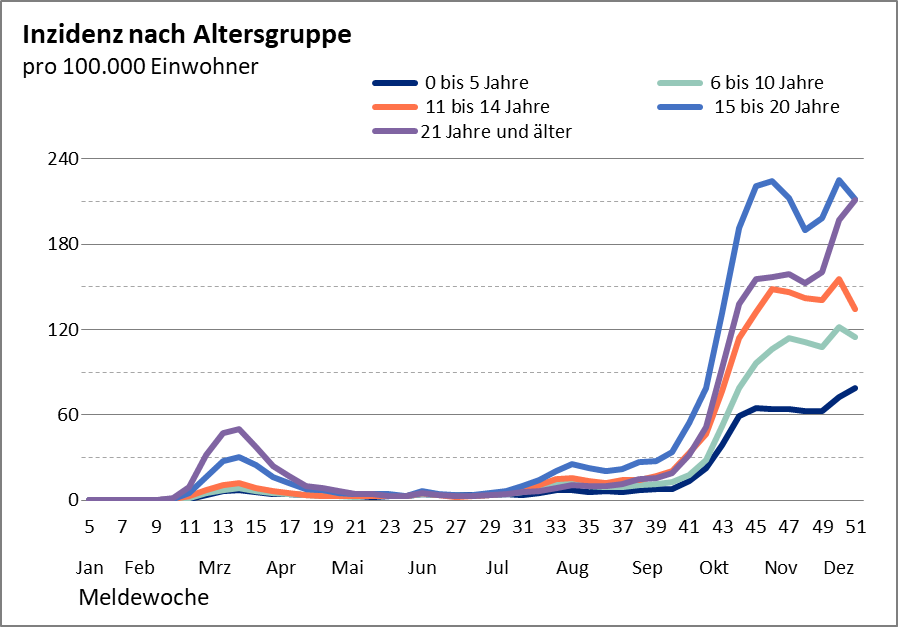 Inzidenz nach Altersgruppe
pro 100.000 Einwohner
0 bis 5 Jahre
6 bis 10 Jahre
11 bis 14 Jahre
15 bis 20 Jahre
21 Jahre und älter
240
180
120
60
0
5 7 9 11 13 15 17 19 21 23 25 27 29 31 33 35 37 39 41 43 45 47 49 51
Jan Feb Mrz Apr Mai Jun Jul Aug Sep Okt Nov Dez
Meldewoche